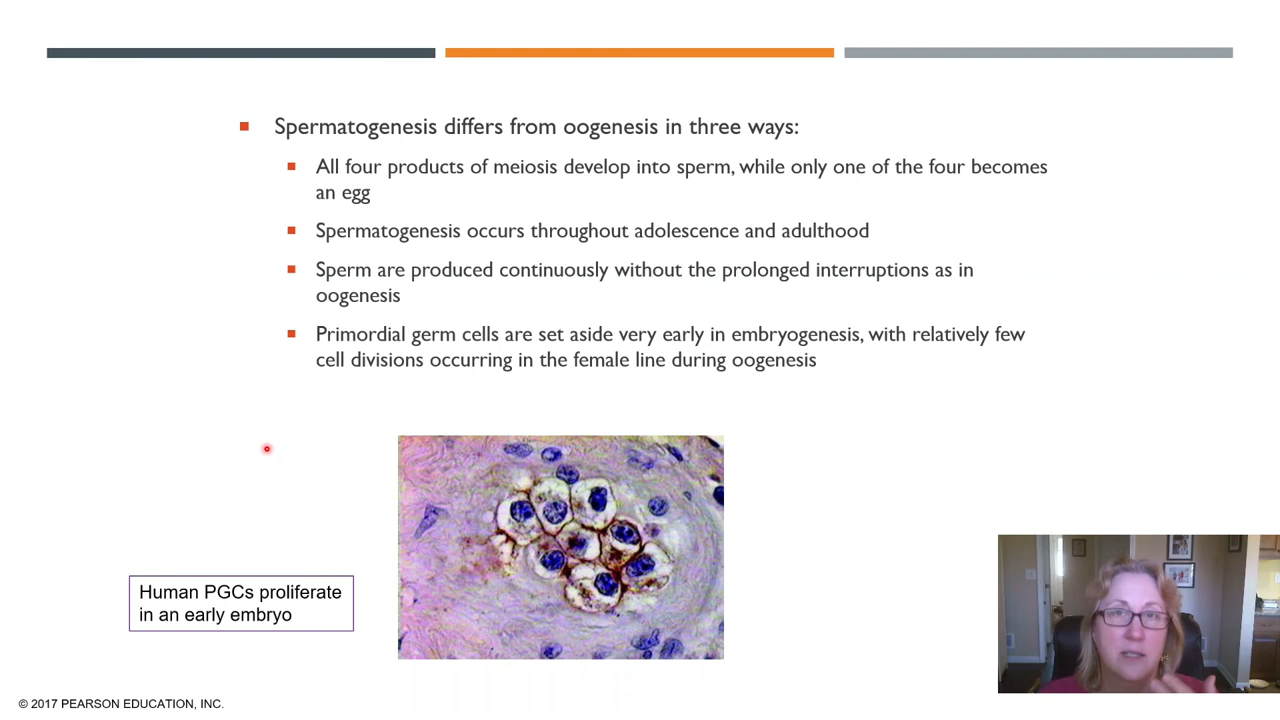 Spermatogenesis differs from oogenesis in three ways:
All four products of meiosis develop into sperm, while only one of the four becomes
an egg
Spermatogenesis occurs throughout adolescence and adulthood
Sperm are produced continuously without the prolonged interruptions as in
oogenesis
Primordial germ cells are set aside very early in embryogenesis, with relatively few
cell divisions occurring in the female line during oogenesis
Human PGCs proliferate
in an early embryo
© 2017 PEARSON EDUCATION, INC.